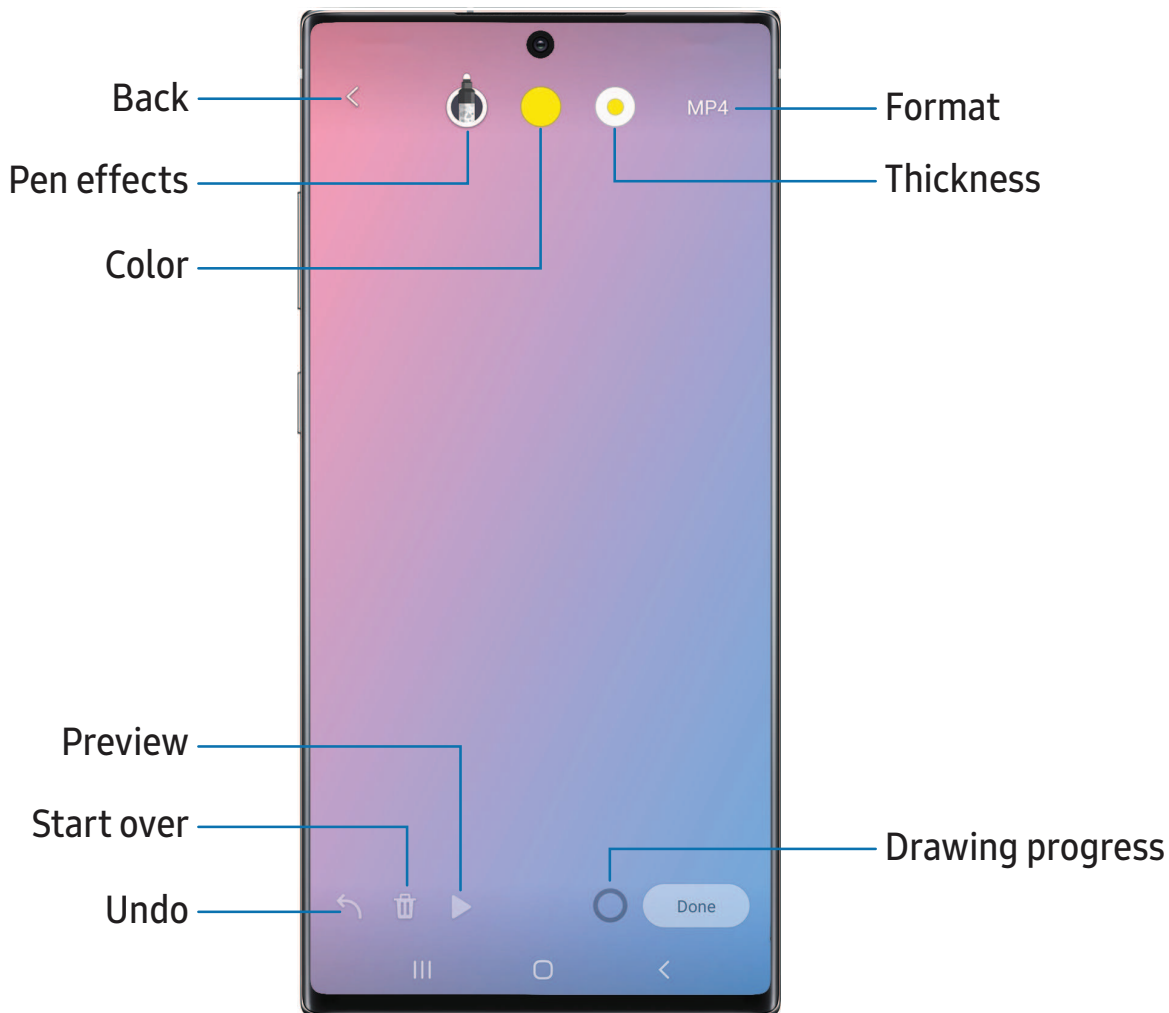 Back
MP4
Format
Pen effects
Thickness
Color
Preview
Start over
Drawing progress
Undo
Done